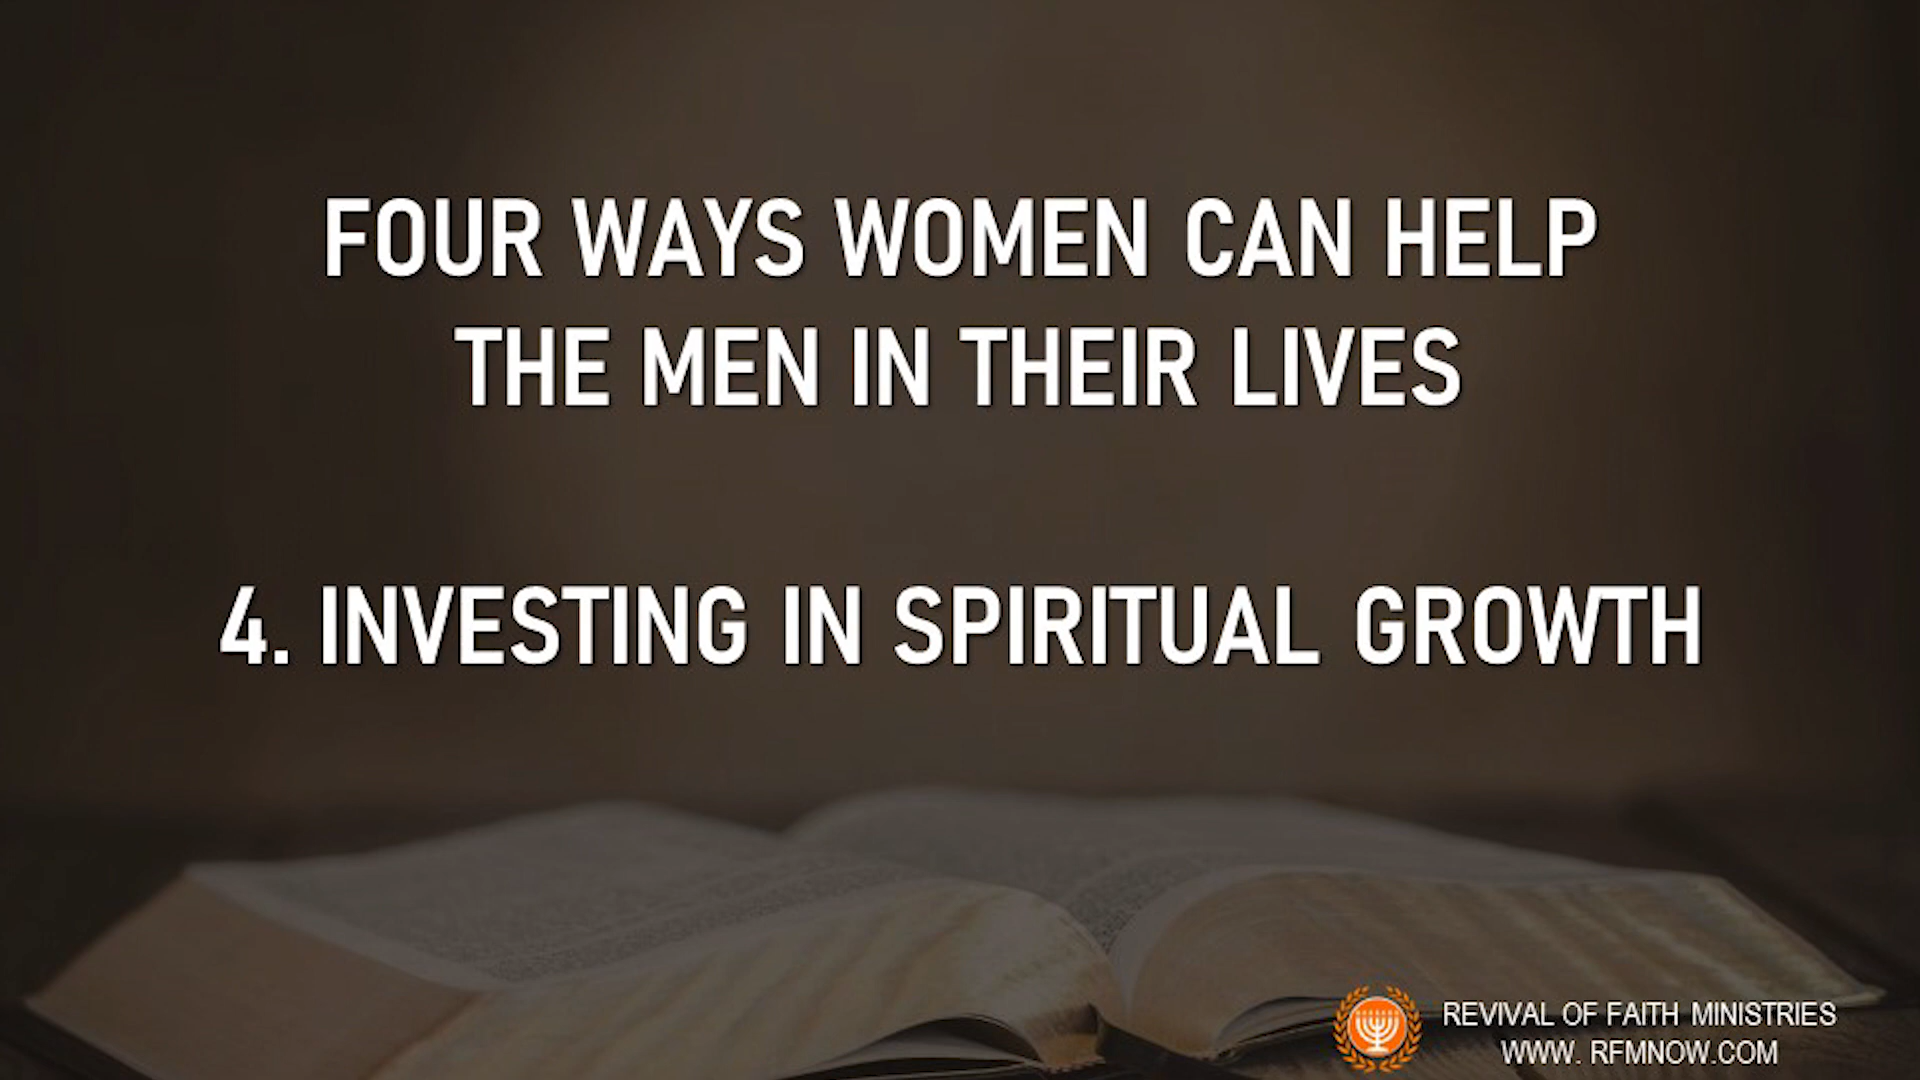 FOUR WAYS WOMEN CAN HELP
THE MEN IN THEIR LIVES
4. INVESTING IN SPIRITUAL GROWTH
REVIVAL OF FAITH MINISTRIES
WWW. RFMNOW.COM